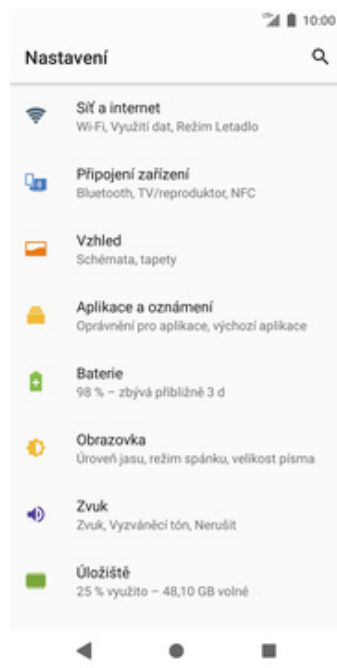 10:00
Nastavení
Síť a internet
Wi-Fi, Využití dat, Režim Letadlo
Připojení zařízení
Bluetooth, TV/reproduktor, NFC
Vzhled
Schémata, tapety
Aplikace a oznámení
Oprávnění pro aplikace, výchozí aplikace
Baterie
98 % – zbývá přibližně 3 d
Obrazovka
Úroveň jasu, režim spánku, velikost písma
Zvuk
Zvuk, Vyzváněcí tón, Nerušit
Úložiště
25 % využito – 48,10 GB volné